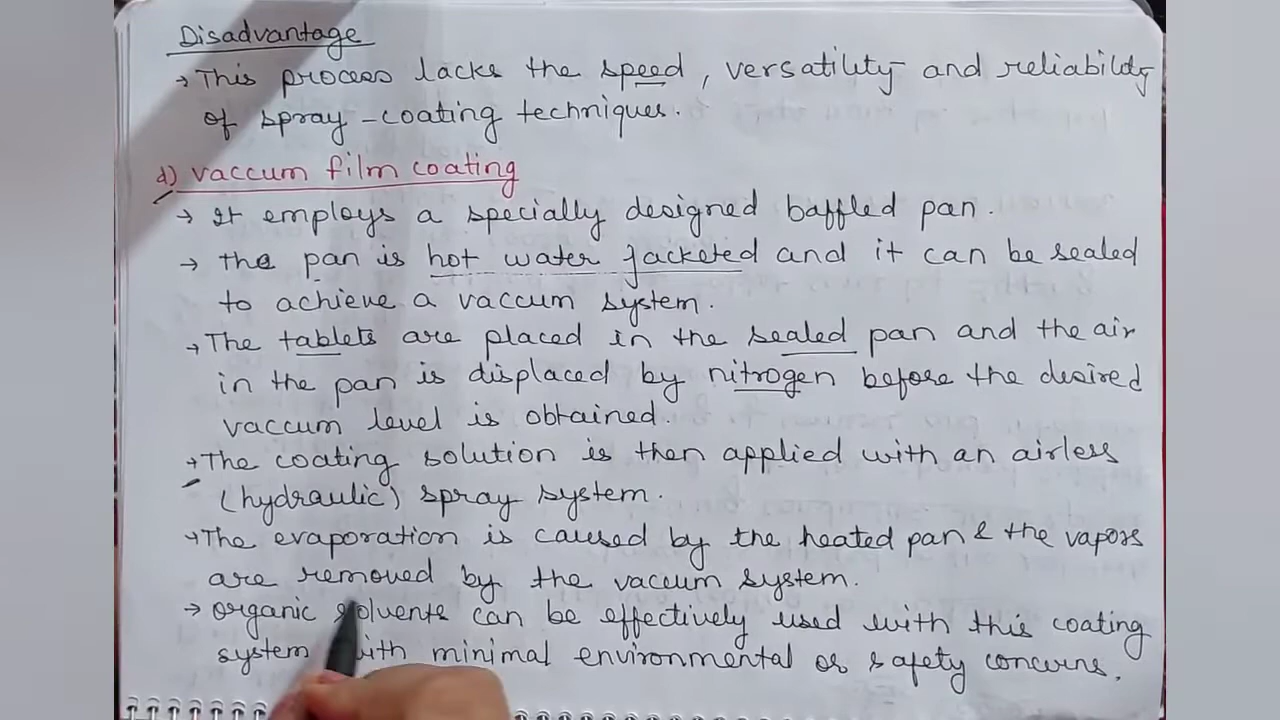 Disadvantage
→ This process lacks the speed, versatility and reliability
of spray-coating techniques.
d) vaccum film coating
→ It employs a specially designed baffled pan.
→ the pan is hot water jacketed and it can be sealed
to achieve a vaccum system.
→ The tablets are placed in the sealed pan and the air
in the pan is displaced by nitrogen before the desired
vaccum level is obtained.
→ The coating solution is then applied with an airless
(hydraulic) spray system.
→ The evaporation is caused by the heated pan & the vapors
are removed by the vaccum system.
→ organic solvents can be effectively used with this coating
system with minimal environmental or safety concerns.